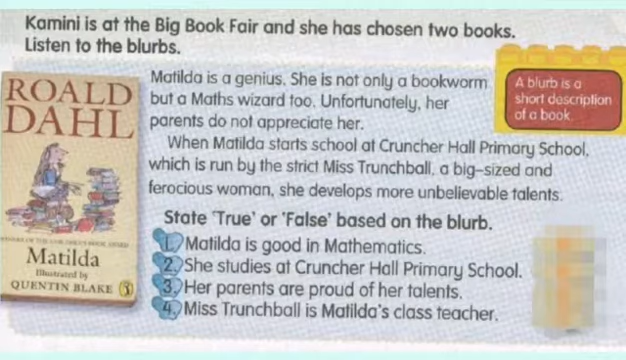 Kamini is at the Big Book Fair and she has chosen two books.
Listen to the blurbs.
Matilda is a genius. She is not only a bookworm
but a Maths wizard too. Unfortunately, her
parents do not appreciate her.
When Matilda starts school at Cruncher Hall Primary School,
which is run by the strict Miss Trunchball, a big-sized and
ferocious woman, she develops more unbelievable talents.
A blurb is a
short description
of a book.
ROALD
DAHL
Matilda
Illustrated by
QUENTIN BLAKE
State 'True' or 'False' based on the blurb.
1. Matilda is good in Mathematics.
2. She studies at Cruncher Hall Primary School.
3. Her parents are proud of her talents.
4. Miss Trunchball is Matilda's class teacher.